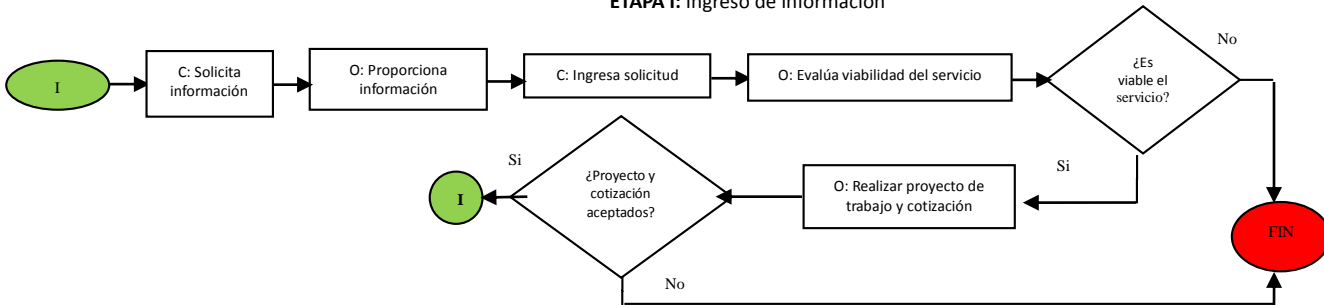 ETAPA I: Ingreso de información
I
C: Solicita
información
O: Proporciona
información
C: Ingresa solicitud
O: Evalúa viabilidad del servicio
¿Es
viable el
servicio?
No
Si
O: Realizar proyecto de
trabajo y cotización
¿Proyecto y
cotización
aceptados?
Si
I
No
FIN